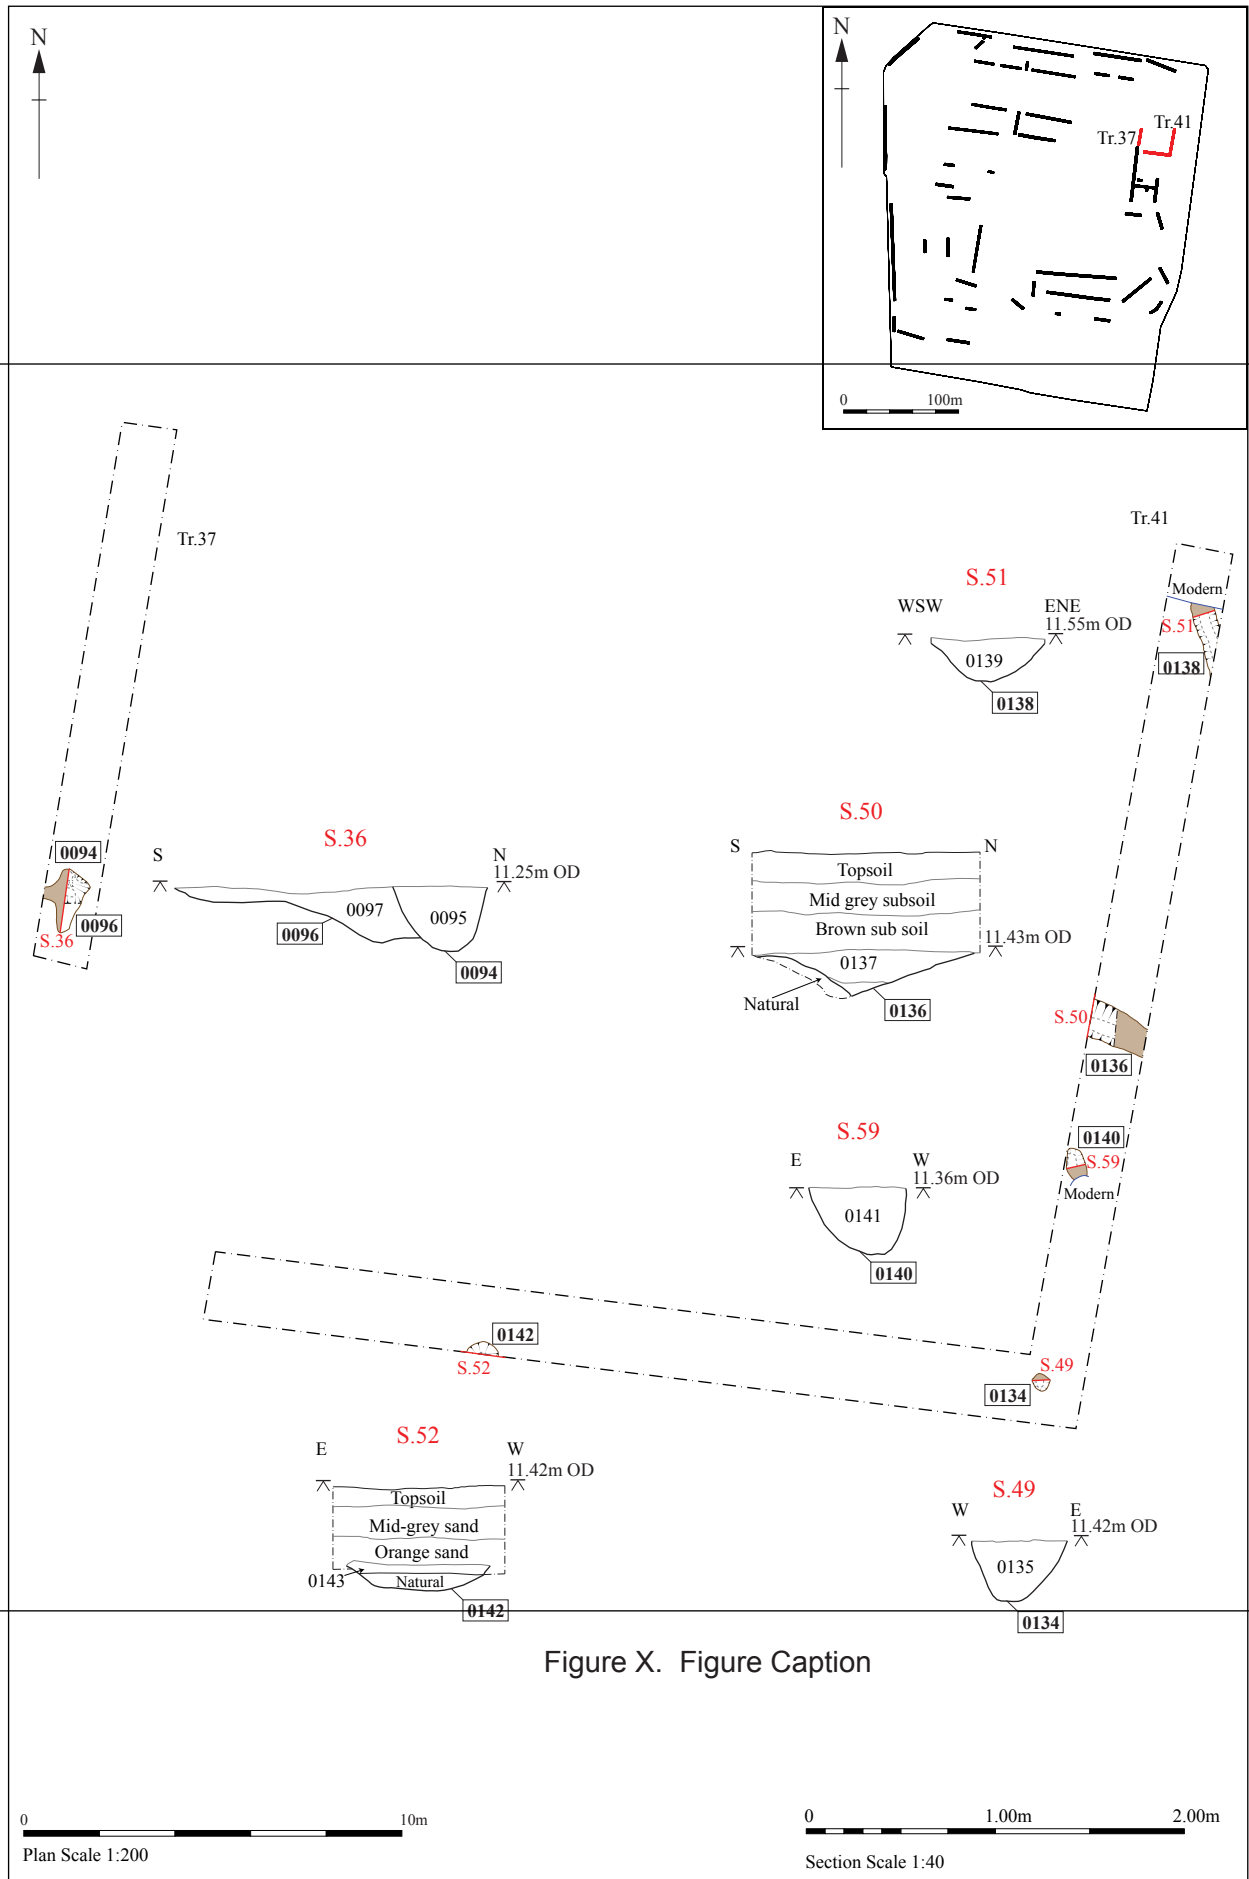 N
N
Tr.37
Tr.41
0 100m
Tr.37
Tr.41
Modern
S.51
0138
S.51
WSW ENE
11.55m OD
0139
0138
S.36
S N
11.25m OD
0097
0095
0096
0094
0094
0096
S.36
S.50
S N
Topsoil
Mid grey subsoil
Brown sub soil
11.43m OD
0137
Natural
0136
S.50
0136
0140
S.59
Modern
S.59
E W
11.36m OD
0141
0140
0142
S.52
S.49
0134
S.52
E W
11.42m OD
Topsoil
Mid-grey sand
Orange sand
0143
Natural
0142
S.49
W E
11.42m OD
0135
0134
Figure X. Figure Caption
0 10m
Plan Scale 1:200
0 1.00m 2.00m
Section Scale 1:40